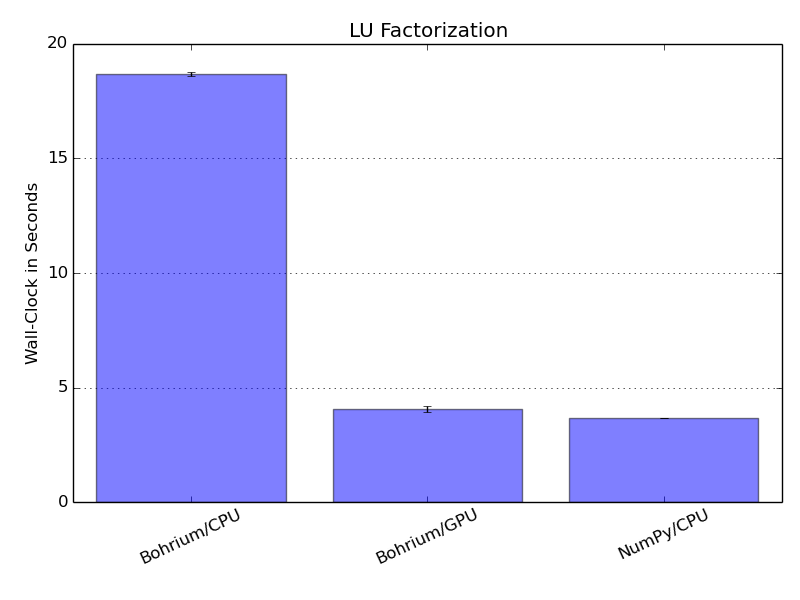 LU Factorization
20
15
10
5
0
Wall-Clock in Seconds
Bohrium/CPU
Bohrium/GPU
NumPy/CPU